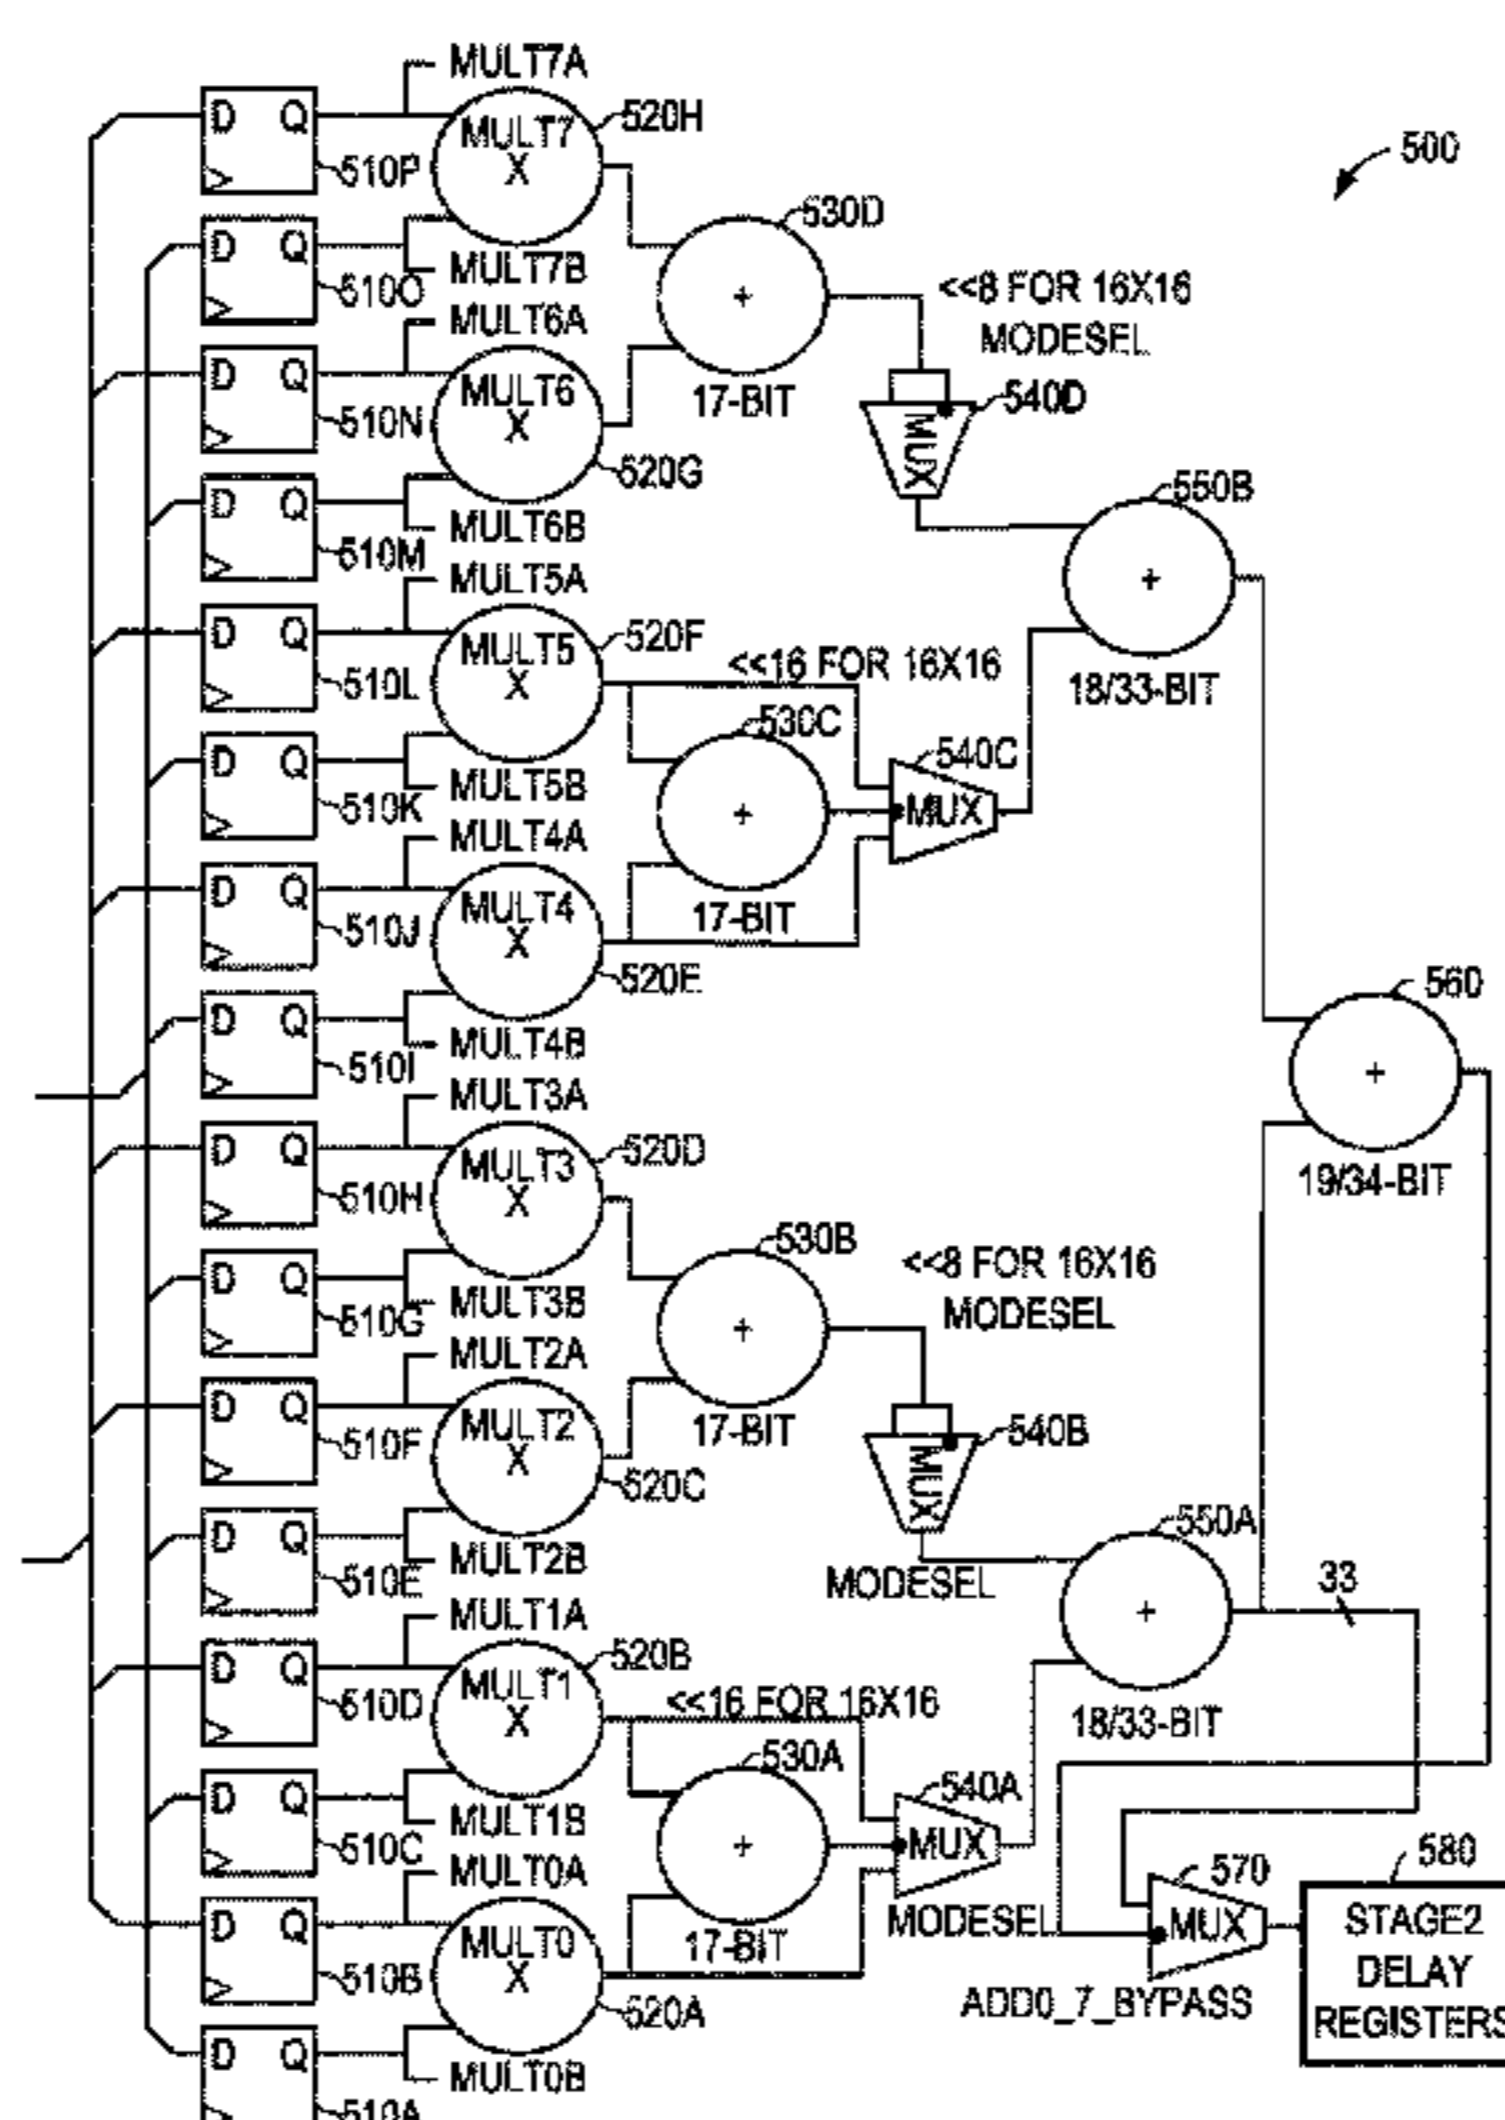 MULT7A
D Q
MULT7
X
520H
510P
500
530D
D Q
MULT7B
510O
+
<<8 FOR 16X16
MODESEL
MULT6A
D Q
MULT6
X
17-BIT
540D
510N
MUX
520G
550B
D Q
MULT6B
510M
MULT5A
+
D Q
MULT5
X
520F
<<16 FOR 16X16
18/33-BIT
510L
530C
540C
D Q
MULT5B
510K
+
MUX
MULT4A
D Q
MULT4
X
17-BIT
510J
520E
560
D Q
MULT4B
510I
+
MULT3A
D Q
MULT3
X
520D
19/34-BIT
510H
530B
<<8 FOR 16X16
MODESEL
D Q
MULT3B
510G
+
MULT2A
D Q
MULT2
X
17-BIT
540B
510F
MUX
520C
550A
D Q
MULT2B
MODESEL
510E
33
MULT1A
+
D Q
MULT1
X
520B
<<16 FOR 16X16
18/33-BIT
510D
530A
540A
D Q
MULT1B
510C
+
MUX
MULT0A
570
580
D Q
MULT0
X
17-BIT
MODESEL
MUX
STAGE2
DELAY
REGISTERS
510B
520A
ADD0_7_BYPASS
D Q
MULT0B
510A